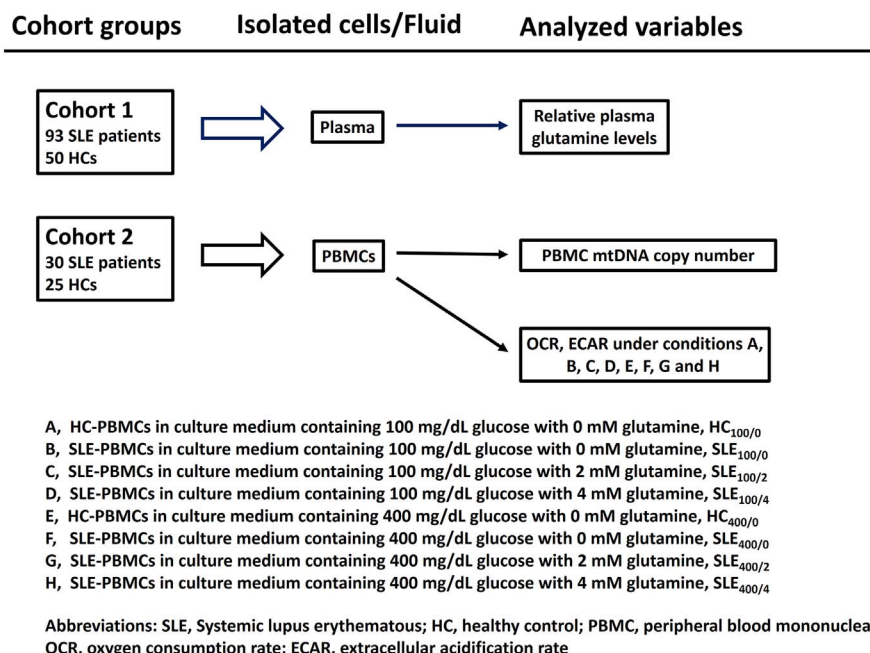 Cohort groups Isolated cells/Fluid Analyzed variables
Cohort 1
93 SLE patients
50 HCs
Plasma
Relative plasma
glutamine levels
Cohort 2
30 SLE patients
25 HCs
PBMCs
PBMC mtDNA copy number
OCR, ECAR under conditions A,
B, C, D, E, F, G and H
A, HC-PBMCs in culture medium containing 100 mg/dL glucose with 0 mM glutamine, HC100/0
B, SLE-PBMCs in culture medium containing 100 mg/dL glucose with 0 mM glutamine, SLE100/0
C, SLE-PBMCs in culture medium containing 100 mg/dL glucose with 2 mM glutamine, SLE100/2
D, SLE-PBMCs in culture medium containing 100 mg/dL glucose with 4 mM glutamine, SLE100/4
E, HC-PBMCs in culture medium containing 400 mg/dL glucose with 0 mM glutamine, HC400/0
F, SLE-PBMCs in culture medium containing 400 mg/dL glucose with 0 mM glutamine, SLE400/0
G, SLE-PBMCs in culture medium containing 400 mg/dL glucose with 2 mM glutamine, SLE400/2
H, SLE-PBMCs in culture medium containing 400 mg/dL glucose with 4 mM glutamine, SLE400/4
Abbreviations: SLE, Systemic lupus erythematous; HC, healthy control; PBMC, peripheral blood mononuclea
OCR, oxygen consumption rate; ECAR, extracellular acidification rate